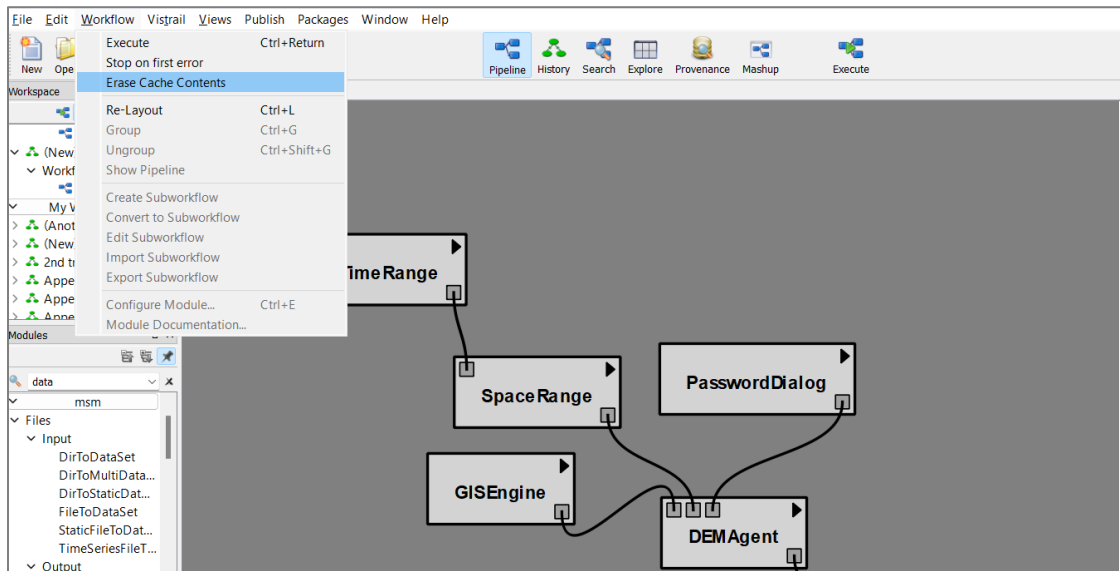 File Edit Workflow Vistrail Views Publish Packages Window Help
New Ope
Pipeline History Search Explore Provenance Mashup Execute
Execute Ctrl+Return
Stop on first error
Erase Cache Contents
Re-Layout Ctrl+L
Group Ctrl+G
Ungroup Ctrl+Shift+G
Show Pipeline
Create Subworkflow
Convert to Subworkflow
Edit Subworkflow
Import Subworkflow
Export Subworkflow
Configure Module... Ctrl+E
Module Documentation...
Workspace
(New
Workf
My V
(Anot
(New
2nd tr
Appe
Appe
Appe
Modules
data
msm
Files
Input
DirToDataSet
DirToMultiData...
DirToStaticDat...
FileToDataSet
StaticFileToDat...
TimeSeriesFileT...
Output
imeRange
SpaceRange
PasswordDialog
GISEngine
DEMAgent